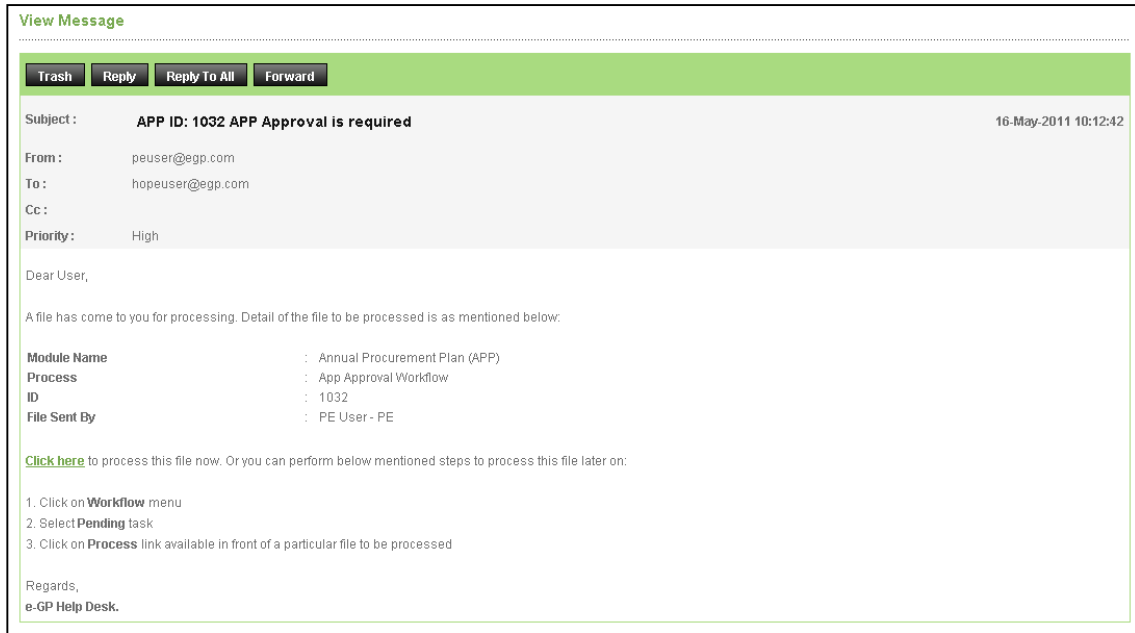 View Message
Trash Reply Reply To All Forward
Subject : APP ID: 1032 APP Approval is required 16-May-2011 10:12:42
From : peuser@egp.com
To : hopeuser@egp.com
Cc :
Priority : High
Dear User,
A file has come to you for processing. Detail of the file to be processed is as mentioned below:
Module Name : Annual Procurement Plan (APP)
Process : App Approval Workflow
ID : 1032
File Sent By : PE User - PE
Click here to process this file now. Or you can perform below mentioned steps to process this file later on:
1. Click on Workflow menu
2. Select Pending task
3. Click on Process link available in front of a particular file to be processed
Regards,
e-GP Help Desk.